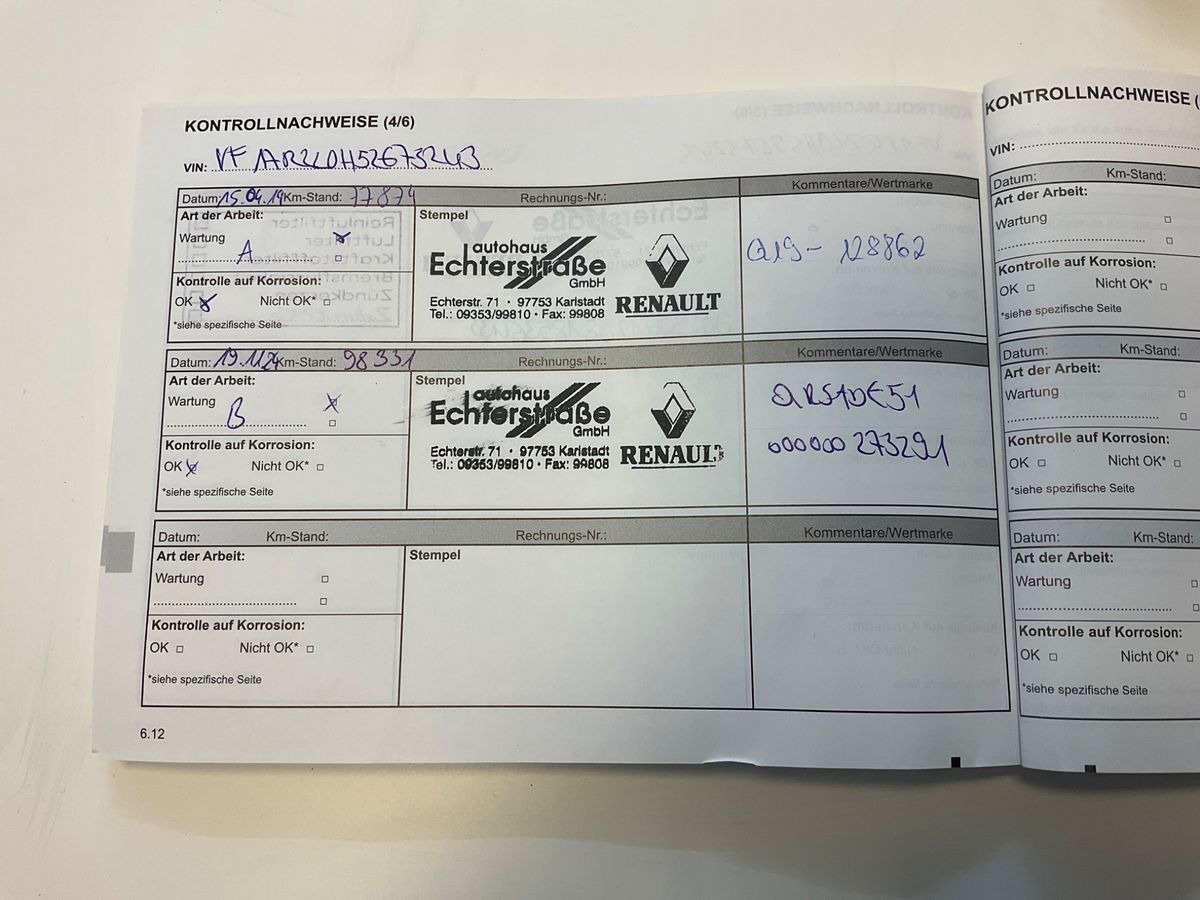 KONTROLLNACHWEISE (4/6)
VIN:
Datum: 15.04.19 Km-Stand: 77874 Rechnungs-Nr.: Kommentare/Wertmarke
Art der Arbeit: Stempel
Wartung
A
Kontrolle auf Korrosion:
OK Nicht OK*
*siehe spezifische Seite
autohaus
Echterstraße
GmbH
Echterstr. 71 · 97753 Karlstadt
Tel.: 09353/99810 · Fax: 99808
RENAULT
Q19-128862
Datum: Km-Stand: 98331 Rechnungs-Nr.: Kommentare/Wertmarke
Art der Arbeit: Stempel
Wartung
B
Kontrolle auf Korrosion:
OK Nicht OK*
*siehe spezifische Seite
autohaus
Echterstraße
GmbH
Echterstr. 71 · 97753 Karlstadt
Tel.: 09353/99810 · Fax: 99808
RENAULT
000000 273291
Datum: Km-Stand: Rechnungs-Nr.: Kommentare/Wertmarke
Art der Arbeit: Stempel
Wartung
Kontrolle auf Korrosion:
OK Nicht OK*
*siehe spezifische Seite
6.12
KONTROLLNACHWEISE (
VIN:
Datum: Km-Stand:
Art der Arbeit:
Wartung
Kontrolle auf Korrosion:
OK Nicht OK*
*siehe spezifische Seite
Datum: Km-Stand:
Art der Arbeit:
Wartung
Kontrolle auf Korrosion:
OK Nicht OK*
*siehe spezifische Seite
Datum: Km-Stand:
Art der Arbeit:
Wartung
Kontrolle auf Korrosion:
OK Nicht OK*
*siehe spezifische Seite